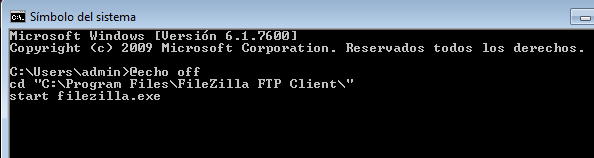 Símbolo del sistema
Microsoft Windows [Versión 6.1.7600]
Copyright (c) 2009 Microsoft Corporation. Reservados todos los derechos.
C:\Users\admin>@echo off
cd "C:\Program Files\FileZilla FTP Client\"
start filezilla.exe